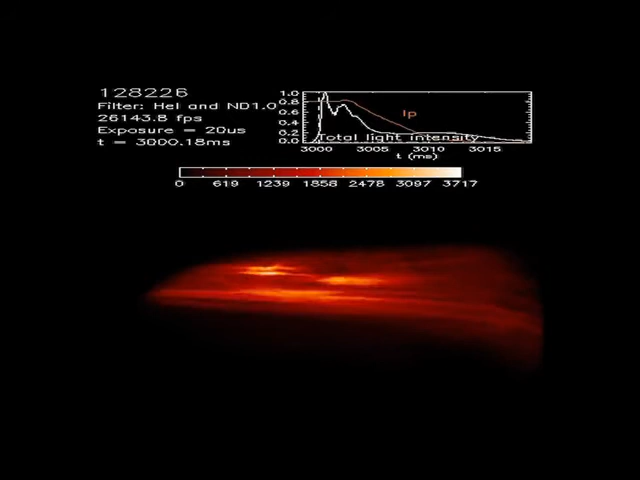 128226
Filter: HeI and ND1.0
26143.8 fps
Exposure = 20us
t = 3000.18ms
1.0
0.8
0.6
0.4
0.2
0.0
Ip
Total light intensity
3000 3005 3010 3015
t (ms)
0 619 1239 1858 2478 3097 3717